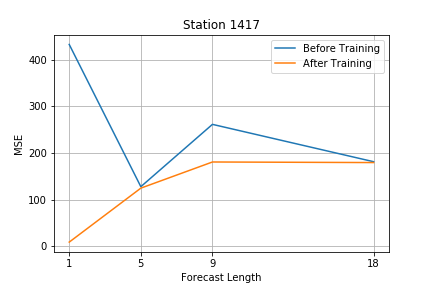 Station 1417
Before Training
After Training
400
300
200
100
0
MSE
1 5 9 18
Forecast Length